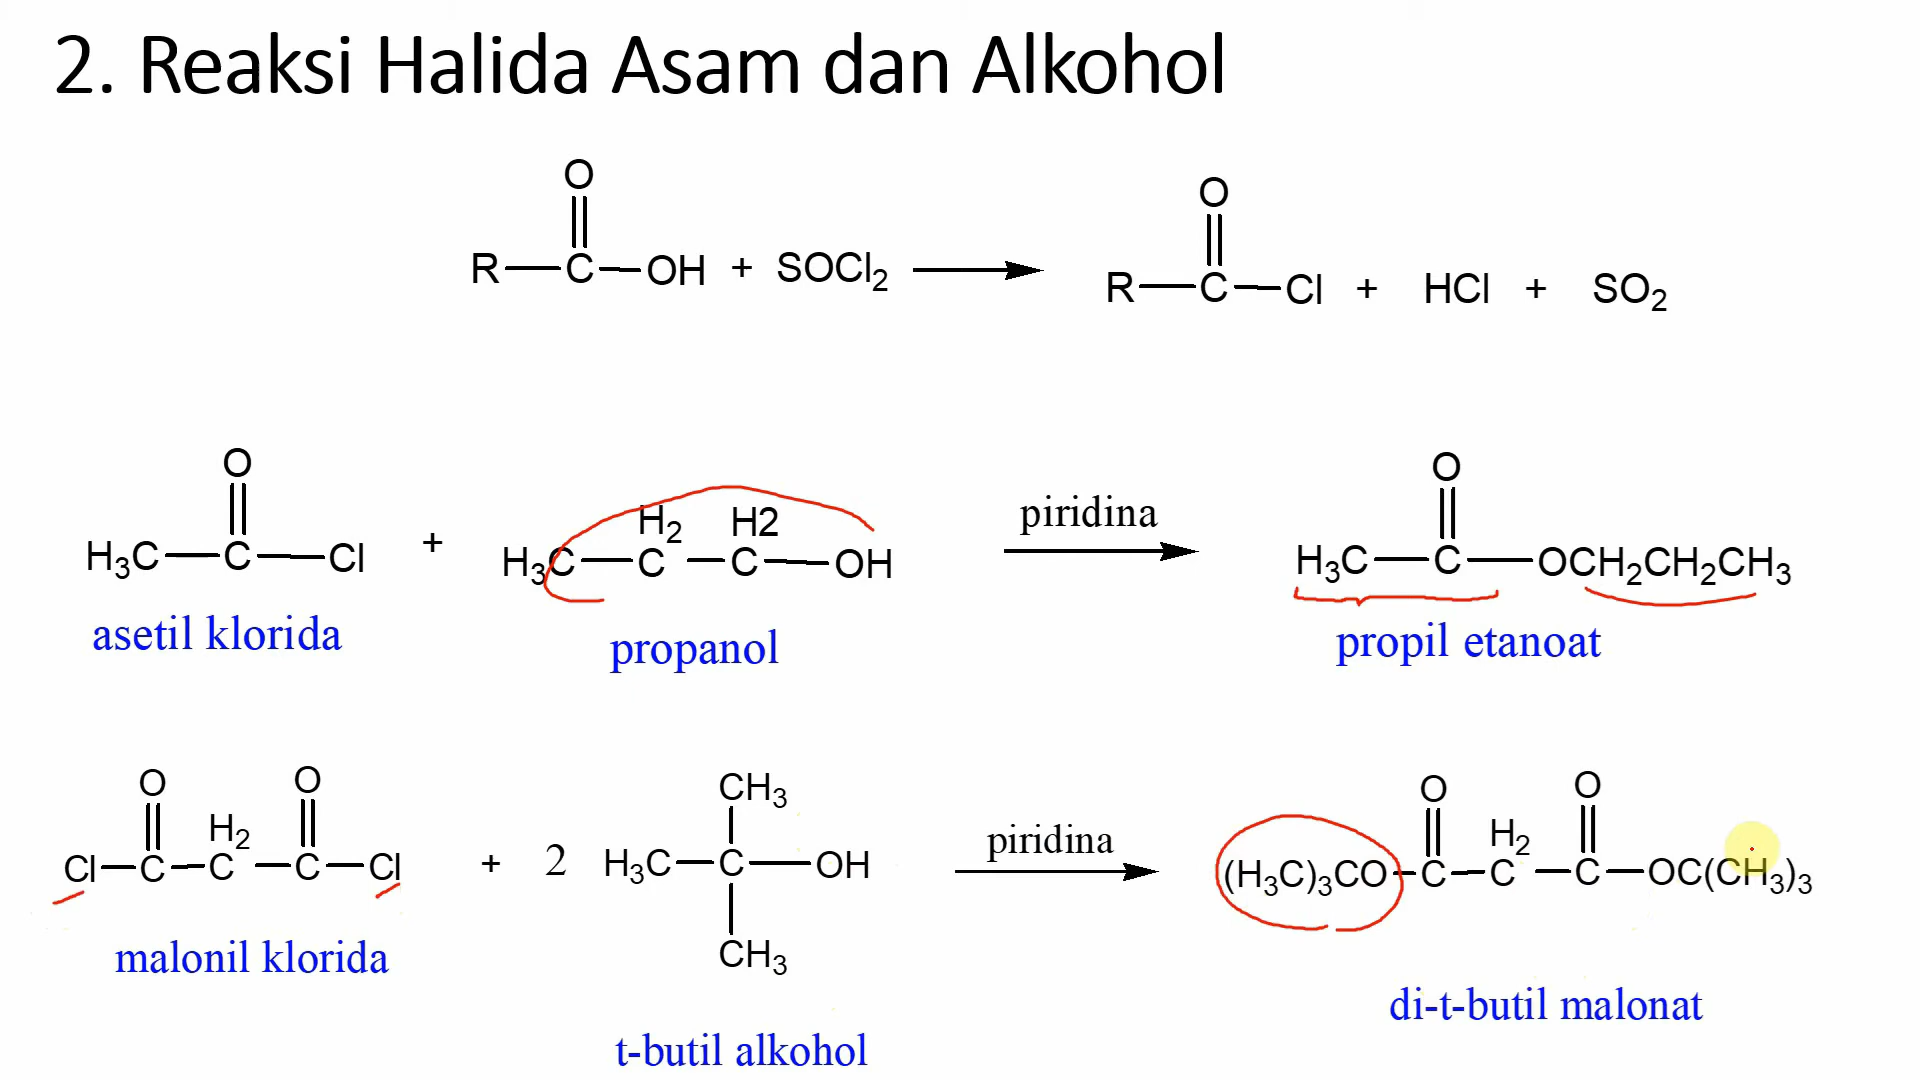 2. Reaksi Halida Asam dan Alkohol
O
O
R C OH + SOCl2
R C Cl + HCl + SO2
O
H3C C Cl
+
H2 H2
H3C C C OH
piridina
O
H3C C OCH2CH2CH3
asetil klorida
propanol
propil etanoat
O O
H2
Cl C C C Cl
+ 2
CH3
H3C C OH
CH3
piridina
O O
H2
(H3C)3CO C C C OC(CH3)3
malonil klorida
t-butil alkohol
di-t-butil malonat